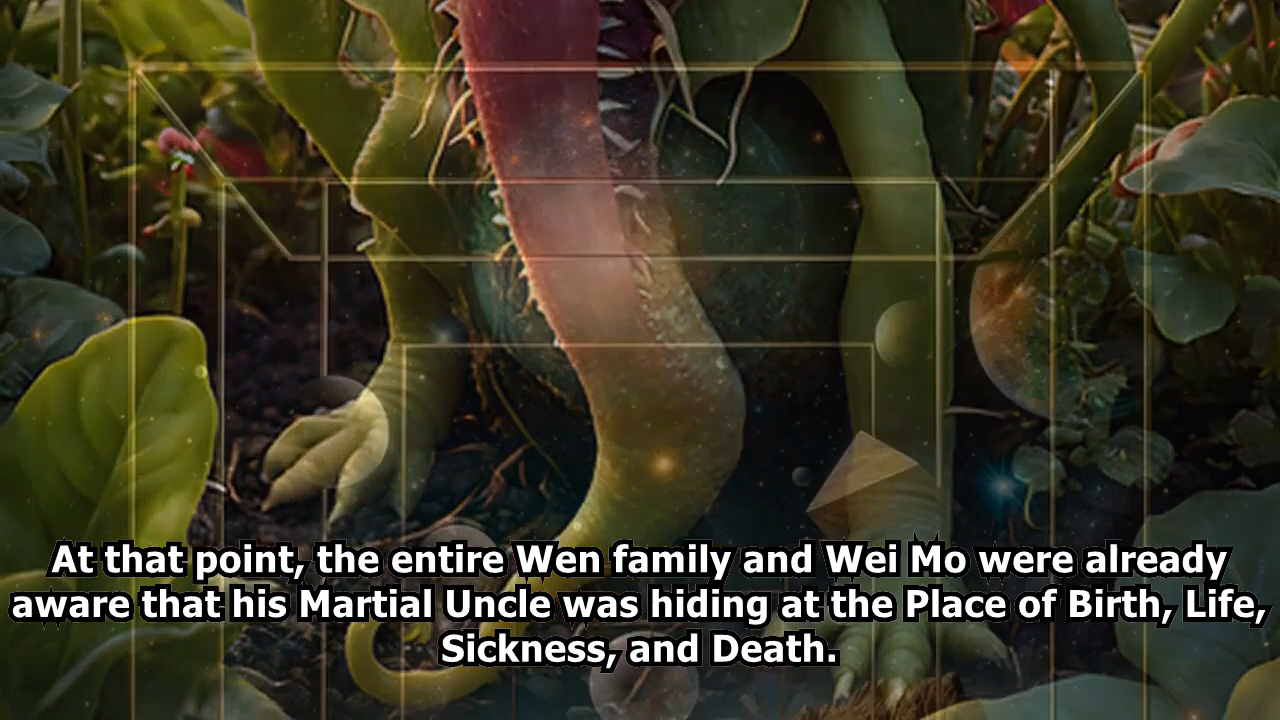 At that point, the entire Wen family and Wei Mo were already
aware that his Martial Uncle was hiding at the Place of Birth, Life,
Sickness, and Death.